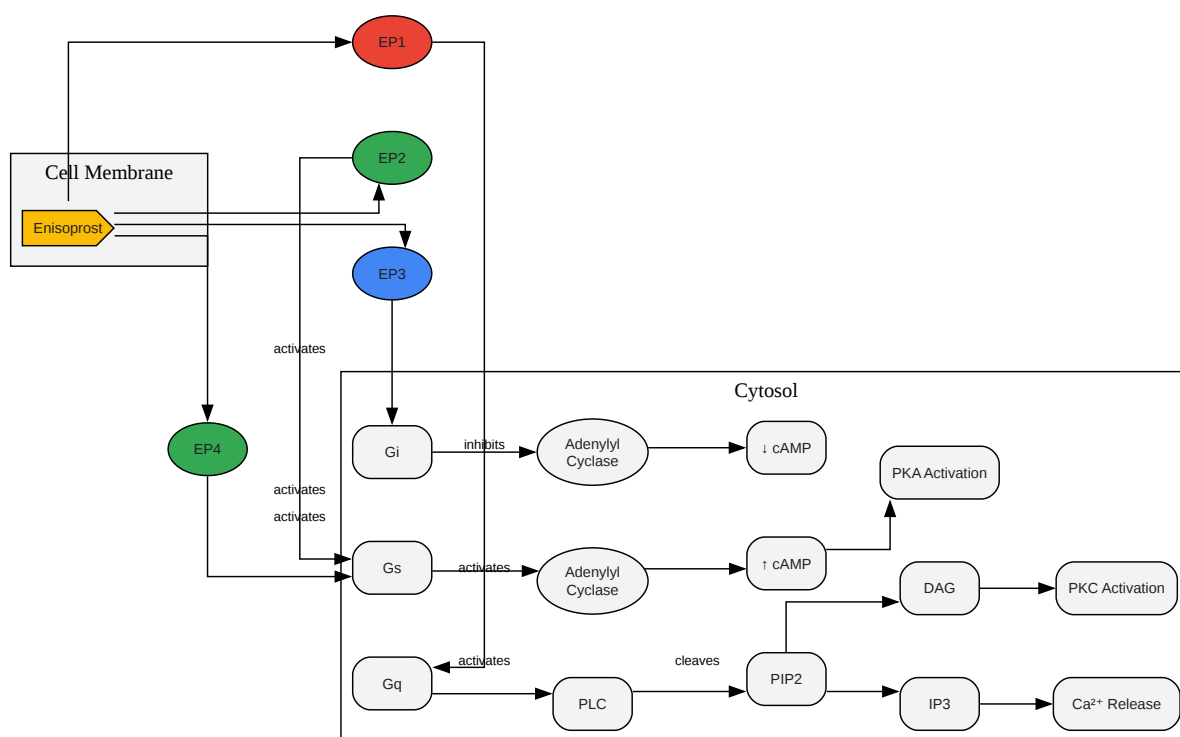 EP1
EP2
Cell Membrane
Enisoprost
EP3
activates
Cytosol
EP4
Gi
inhibits
Adenylyl
Cyclase
↓ cAMP
PKA Activation
activates
activates
Gs
activates
Adenylyl
Cyclase
↑ cAMP
DAG
PKC Activation
activates
cleaves
Gq
PLC
PIP2
IP3
Ca²⁺ Release